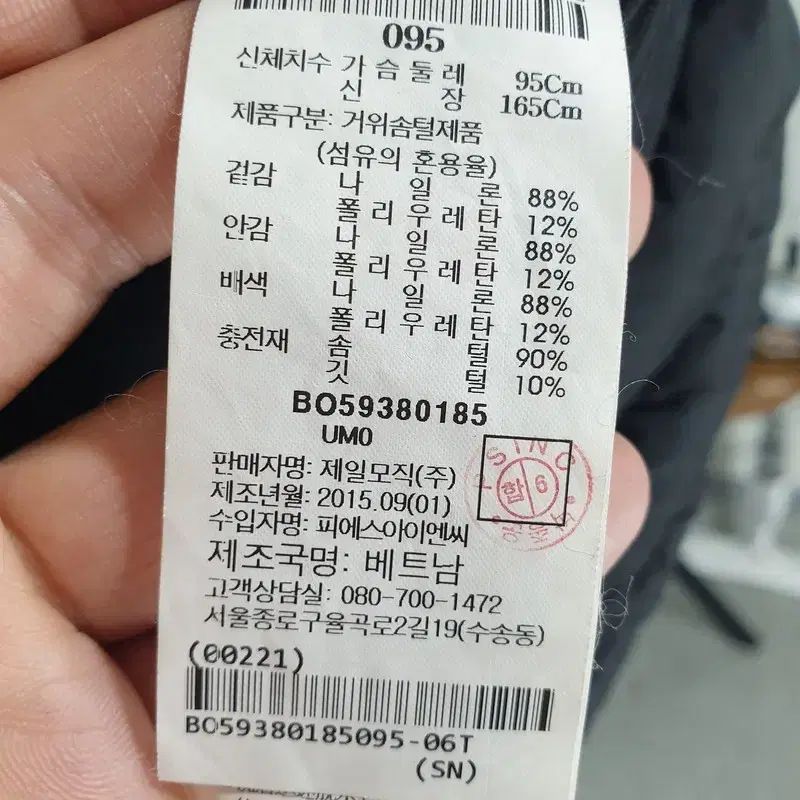 095
신체치수 가슴둘레 95Cm
신장 165Cm
제품구분: 거위솜털제품
(섬유의 혼용율)
겉감 나일론 88%
폴리우레탄 12%
안감 나일론 88%
폴리우레탄 12%
배색 나일론 88%
폴리우레탄 12%
충전재 솜털 90%
깃털 10%
BO59380185
UM0
판매자명: 제일모직(주)
제조년월: 2015.09(01)
수입자명: 피에스아이엔씨
제조국명: 베트남
고객상담실: 080-700-1472
서울종로구율곡로2길19(수송동)
PSINC
함 6
(00221)
BO59380185095-06T
(SN)